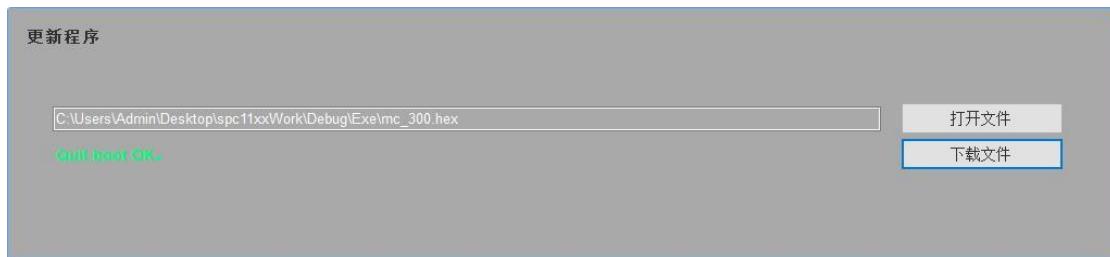 更新程序
C:\Users\Admin\Desktop\spc11xxWork\Debug\Exe\mc_300.hex
打开文件
Quit boot OK.
下载文件